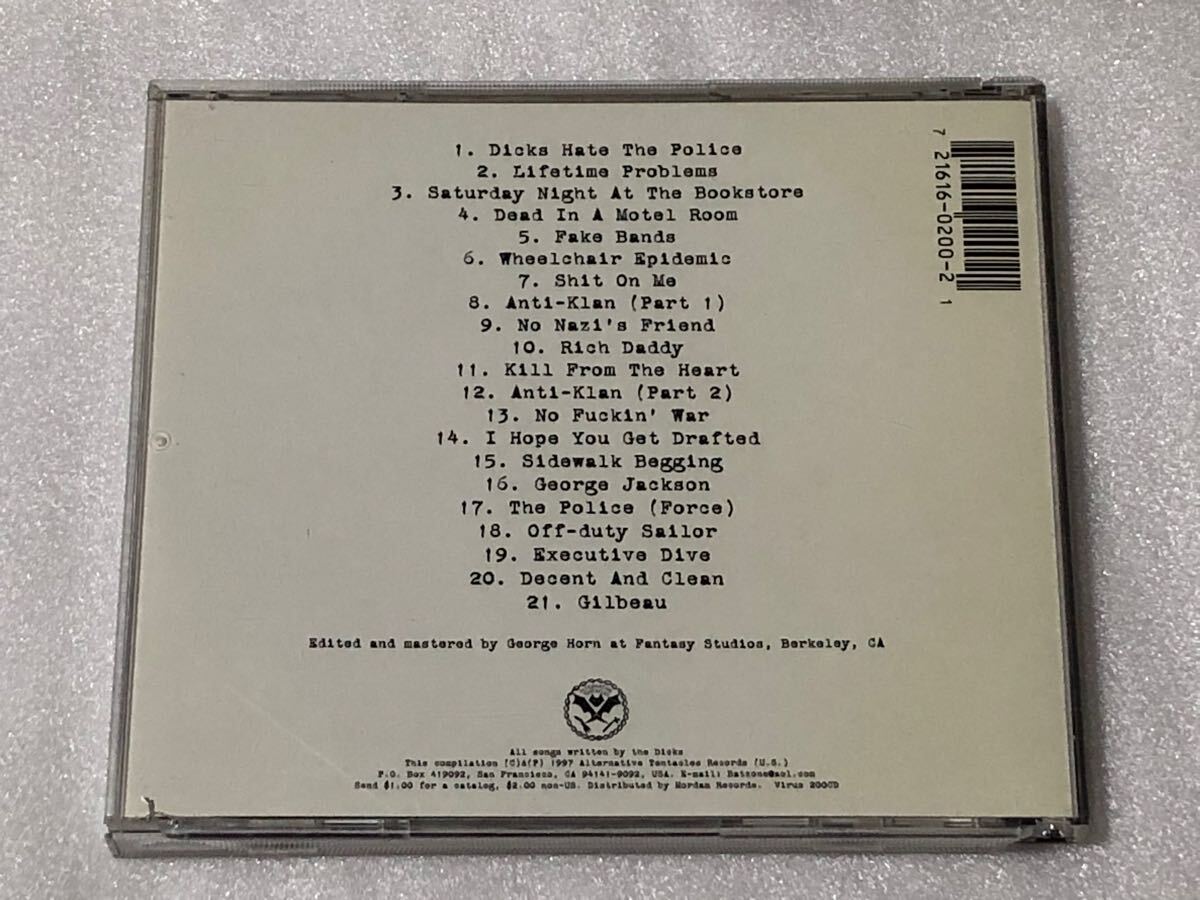 1. Dicks Hate The Police
2. Lifetime Problems
3. Saturday Night At The Bookstore
4. Dead In A Motel Room
5. Fake Bands
6. Wheelchair Epidemic
7. Shit On Me
8. Anti-Klan (Part 1)
9. No Nazi's Friend
10. Rich Daddy
11. Kill From The Heart
12. Anti-Klan (Part 2)
13. No Fuckin' War
14. I Hope You Get Drafted
15. Sidewalk Begging
16. George Jackson
17. The Police (Force)
18. Off-duty Sailor
19. Executive Dive
20. Decent And Clean
21. Gilbeau
Edited and mastered by George Horn at Fantasy Studios, Berkeley, CA
All songs written by the Dicks
This compilation (C)&(P) 1997 Alternative Tentacles Records (U.S.)
P.O. Box 419092, San Francisco, CA 94141-9092, USA. E-mail: Batzone@aol.com
Send $1.00 for a catalog, $2.00 non-US. Distributed by Mordam Records. Virus 200CD
7 21616-0200-2 1